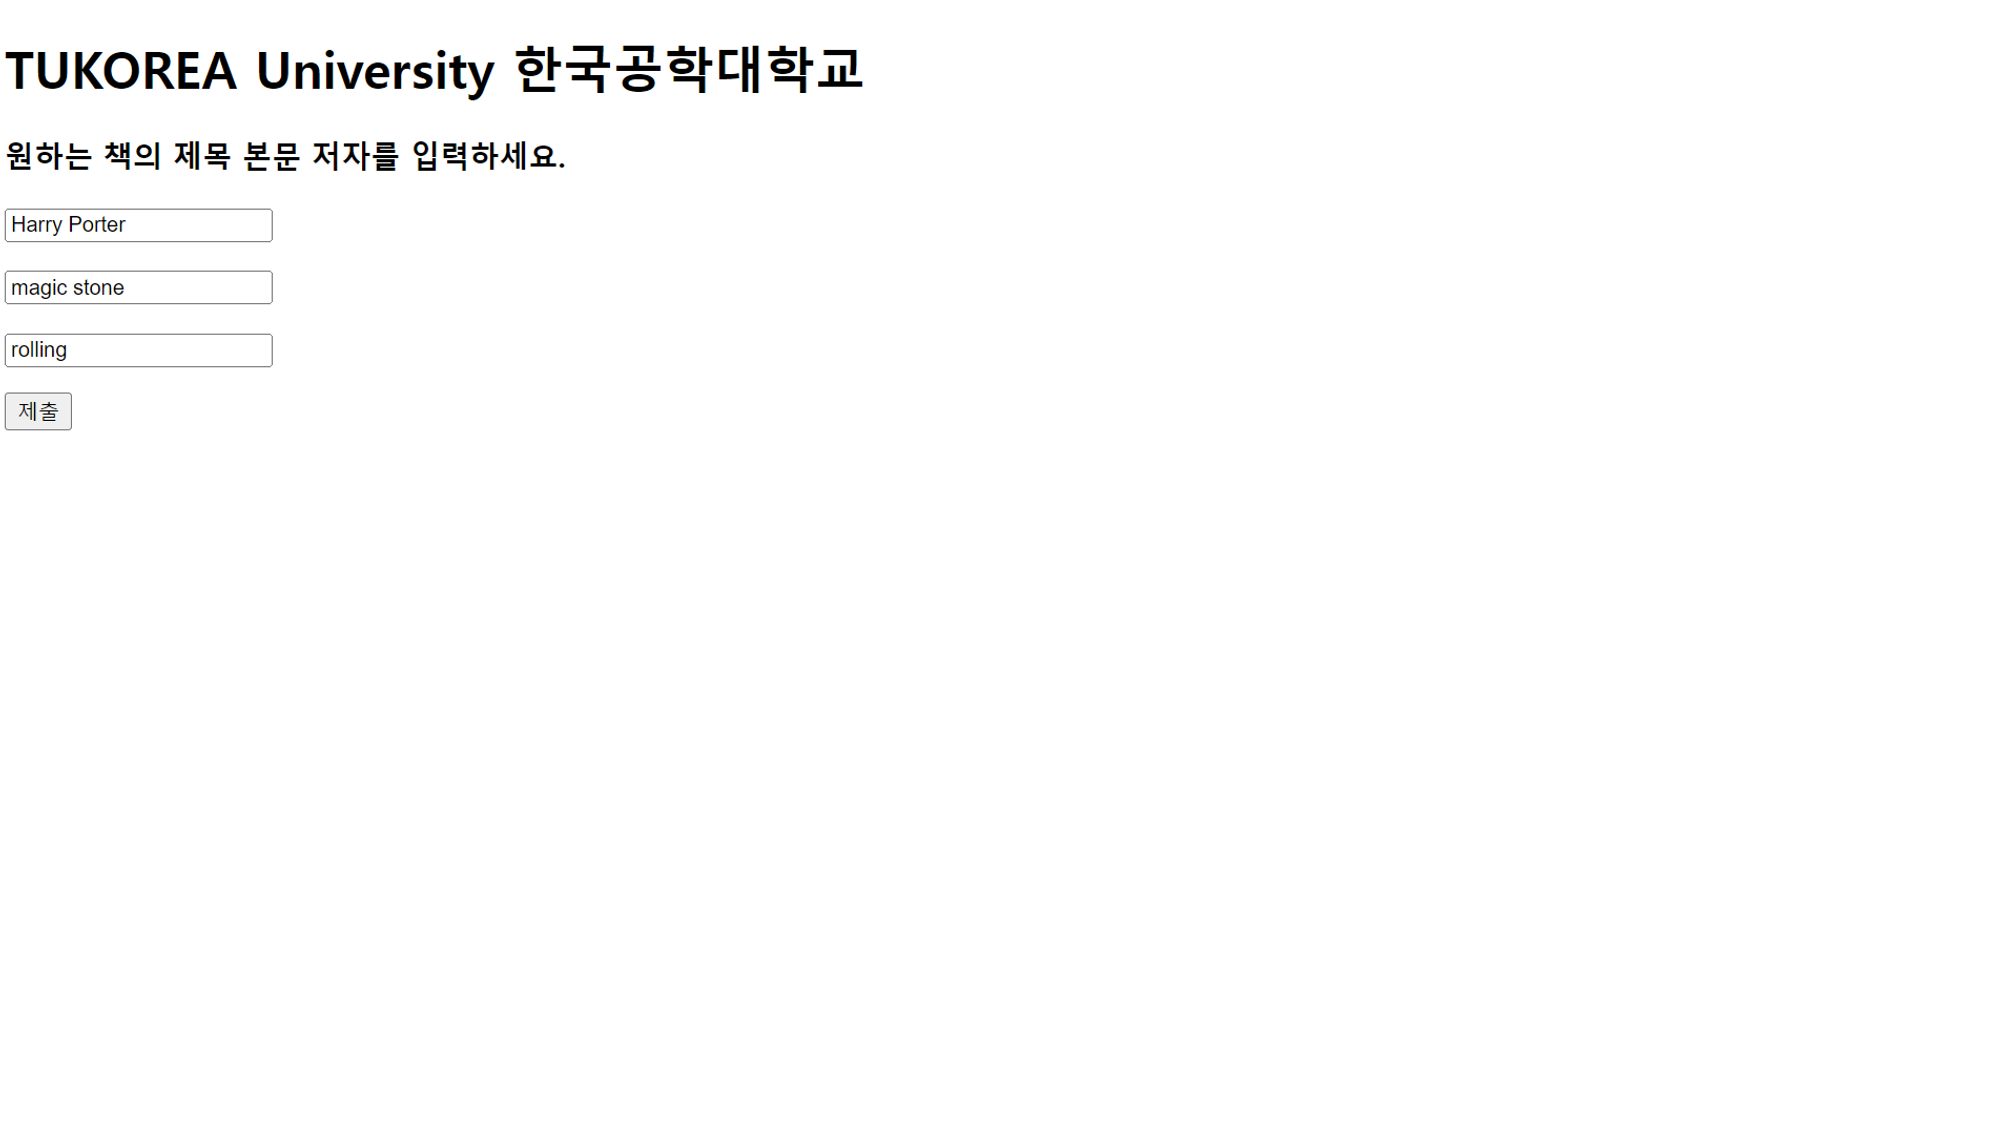 TUKOREA University 한국공학대학교
원하는 책의 제목 본문 저자를 입력하세요.
Harry Porter
magic stone
rolling
제출